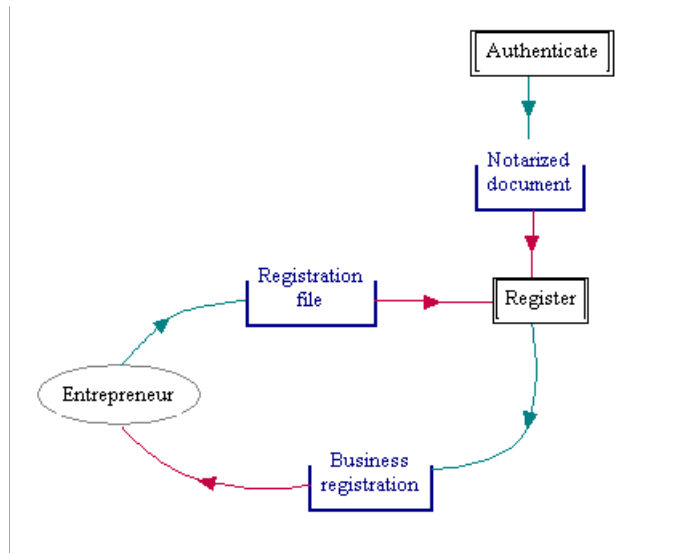 Authenticate
Notarized
document
Registration
file
Register
Entrepreneur
Business
registration